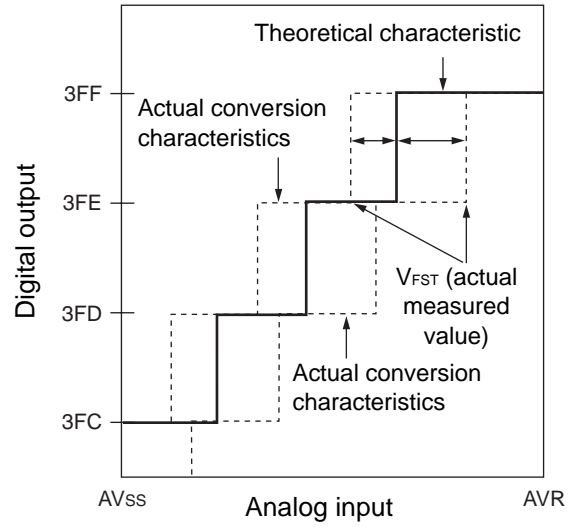 Theoretical characteristic
3FF
Actual conversion
characteristics
3FE
Digital output
VFST (actual
measured
value)
3FD
Actual conversion
characteristics
3FC
AVSS
Analog input
AVR